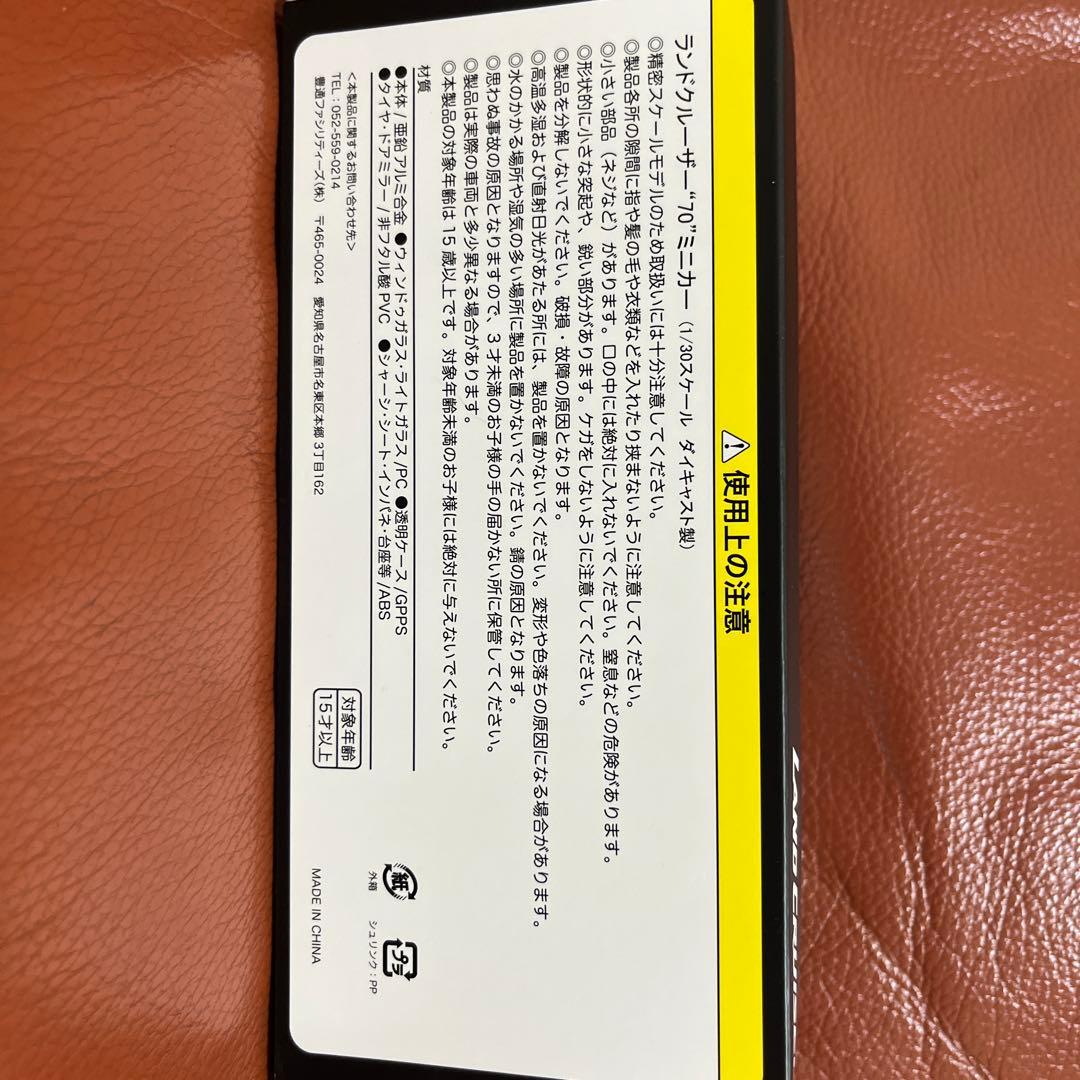 ⚠使用上の注意
ランドクルーザー“70”ミニカー（1/30スケール ダイキャスト製）
◎精密スケールモデルのため取扱いには十分注意してください。
◎製品各所の隙間に指や髪の毛や衣類などを入れたり挟まないように注意してください。
◎小さい部品（ネジなど）があります。口の中には絶対に入れないでください。窒息などの危険があります。
◎形状的に小さな突起や、鋭い部分があります。ケガをしないように注意してください。
◎製品を分解しないでください。破損・故障の原因となります。
◎高温多湿および直射日光があたる所には、製品を置かないでください。変形や色落ちの原因になる場合があります。
◎水のかかる場所や湿気の多い場所に製品を置かないでください。錆の原因となります。
◎思わぬ事故の原因となりますので、3才未満のお子様の手の届かない所に保管してください。
◎製品は実際の車両と多少異なる場合があります。
◎本製品の対象年齢は15歳以上です。対象年齢未満のお子様には絶対に与えないでください。
材質
●本体/亜鉛 アルミ合金 ●ウィンドゥガラス・ライトガラス/PC ●透明ケース/GPPS
●タイヤ・ドアミラー/非フタル酸PVC ●シャーシ・シート・インパネ・台座等/ABS
<本製品に関するお問い合わせ先>
TEL：052-559-0214
豊通ファシリティーズ(株) 〒465-0024 愛知県名古屋市名東区本郷3丁目162
対象年齢
15才以上
紙
外箱
プラ
シュリンク：PP
MADE IN CHINA
LAND CRUISER